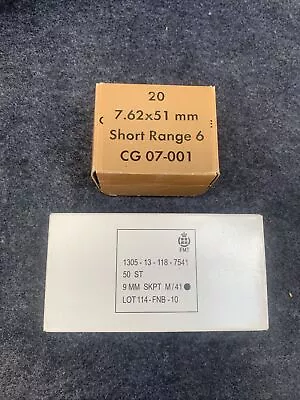 20
7.62x51 mm
Short Range 6
CG 07-001
FMT
1305-13-118-7541
50 ST
9 MM SKPT M/41
LOT 114-FNB-10